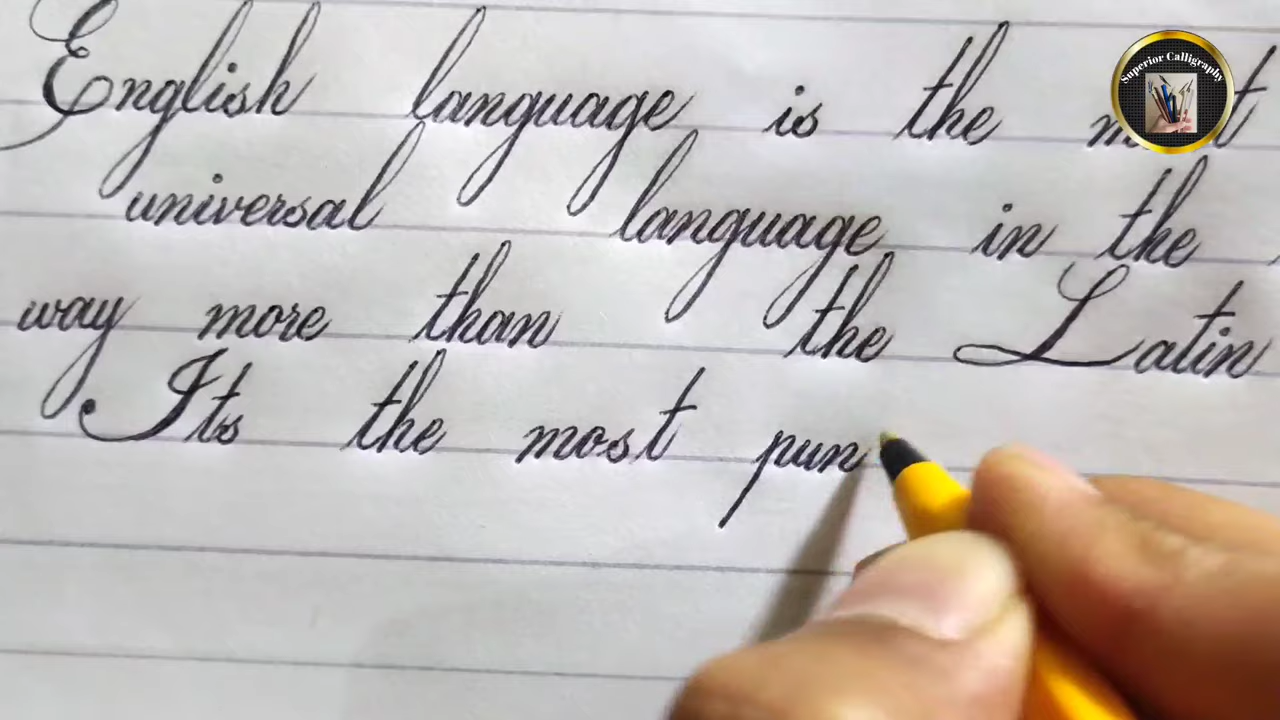 Superior Calligraphy
English language is the
universal language in the
way more than the Latin
Its the most pun